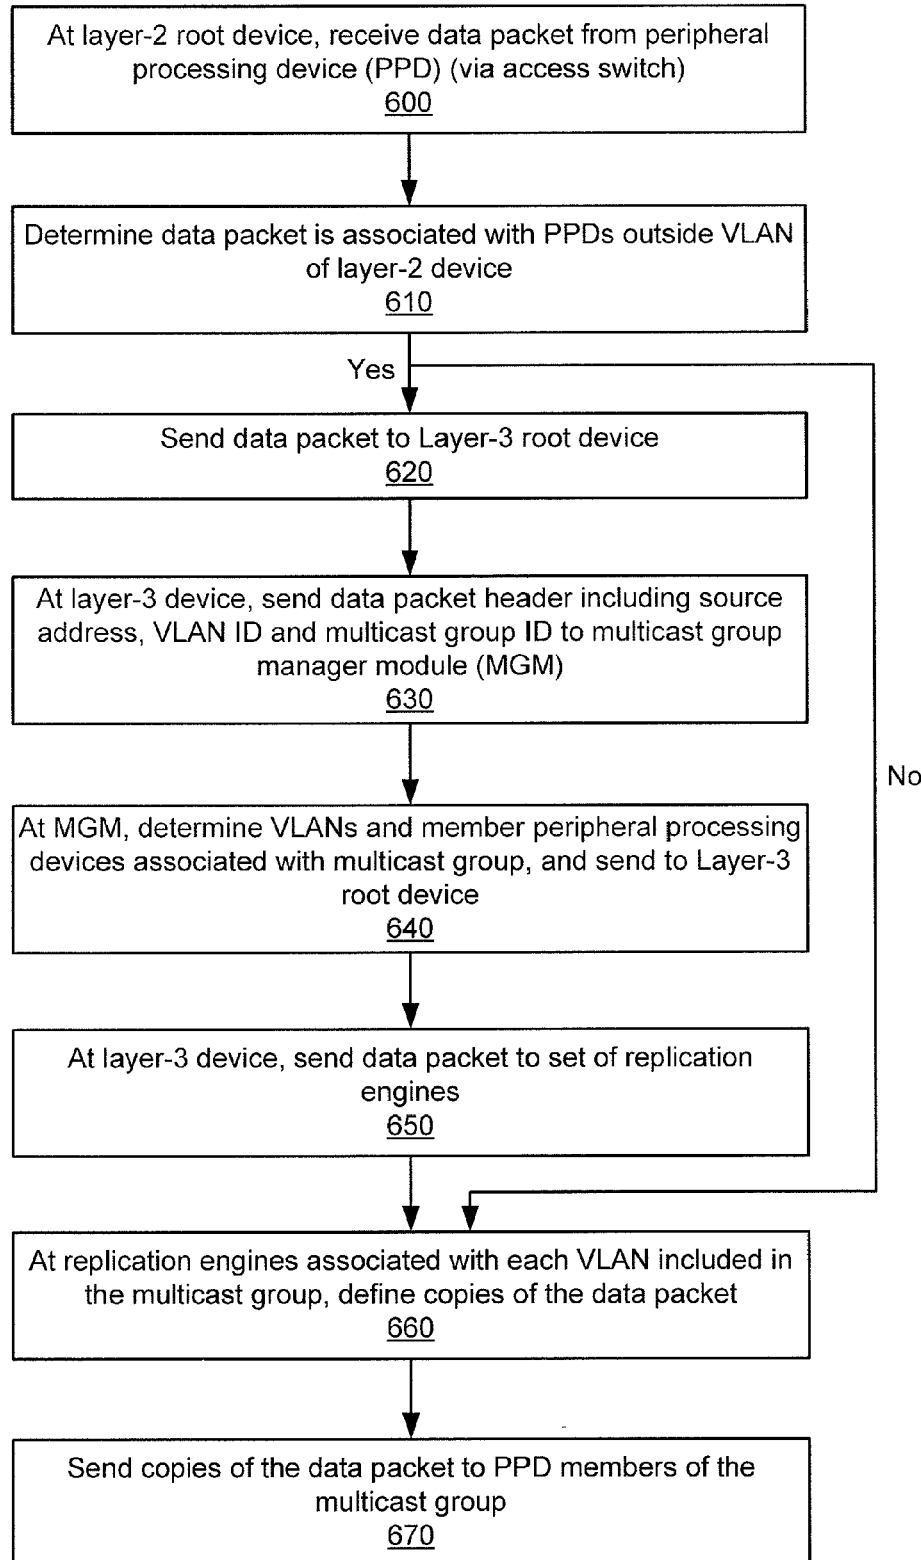 At layer-2 root device, receive data packet from peripheral
processing device (PPD) (via access switch)
600
Determine data packet is associated with PPDs outside VLAN
of layer-2 device
610
Yes
Send data packet to Layer-3 root device
620
At layer-3 device, send data packet header including source
address, VLAN ID and multicast group ID to multicast group
manager module (MGM)
630
No
At MGM, determine VLANs and member peripheral processing
devices associated with multicast group, and send to Layer-3
root device
640
At layer-3 device, send data packet to set of replication
engines
650
At replication engines associated with each VLAN included in
the multicast group, define copies of the data packet
660
Send copies of the data packet to PPD members of the
multicast group
670